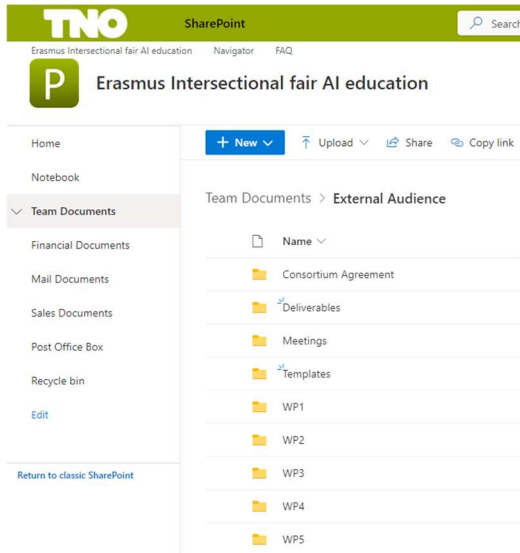 TNO
SharePoint
Search
Erasmus Intersectional fair AI education Navigator FAQ
P
Erasmus Intersectional fair AI education
Home
Notebook
Team Documents
Financial Documents
Mail Documents
Sales Documents
Post Office Box
Recycle bin
Edit
Return to classic SharePoint
+ New Upload Share Copy link
Team Documents > External Audience
Name
Consortium Agreement
Deliverables
Meetings
Templates
WP1
WP2
WP3
WP4
WP5